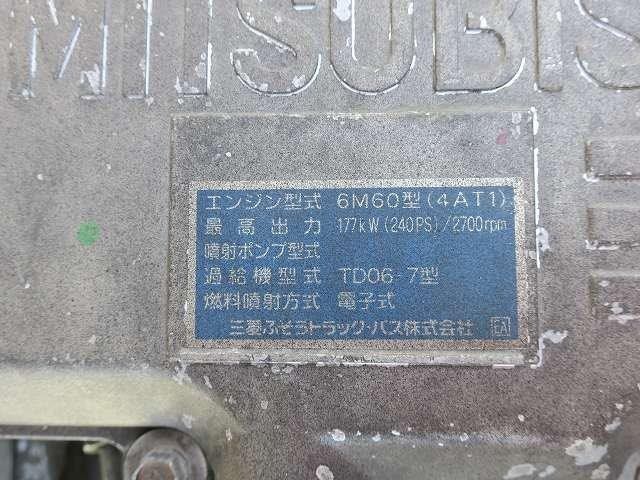 MITSUBIS
エンジン型式 6M60型(4AT1)
最高出力 177kW(240PS)/2700rpm
噴射ポンプ型式
過給機型式 TD06-7型
燃料噴射方式 電子式
三菱ふそうトラック・バス株式会社 EA